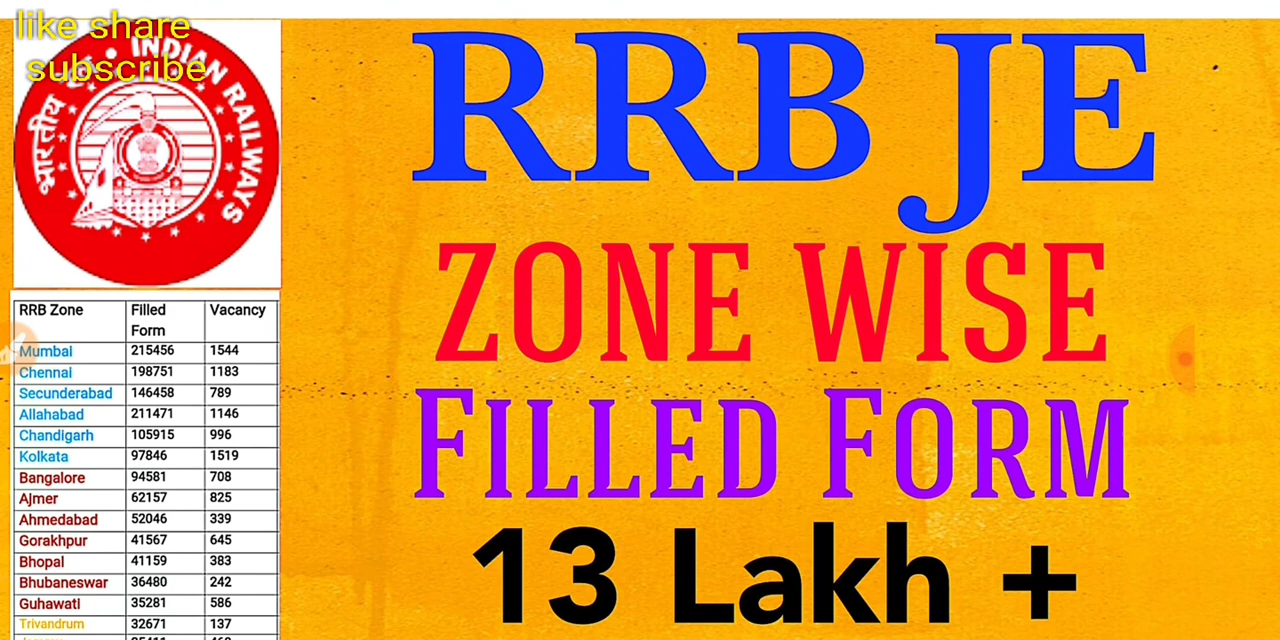 like share
subscribe
भारतीय रेल • INDIAN RAILWAYS
RRB JE
ZONE WISE
FILLED FORM
13 Lakh +
RRB Zone Filled Form Vacancy
Mumbai 215456 1544
Chennai 198751 1183
Secunderabad 146458 789
Allahabad 211471 1146
Chandigarh 105915 996
Kolkata 97846 1519
Bangalore 94581 708
Ajmer 62157 825
Ahmedabad 52046 339
Gorakhpur 41567 645
Bhopal 41159 383
Bhubaneswar 36480 242
Guhawati 35281 586
Trivandrum 32671 137